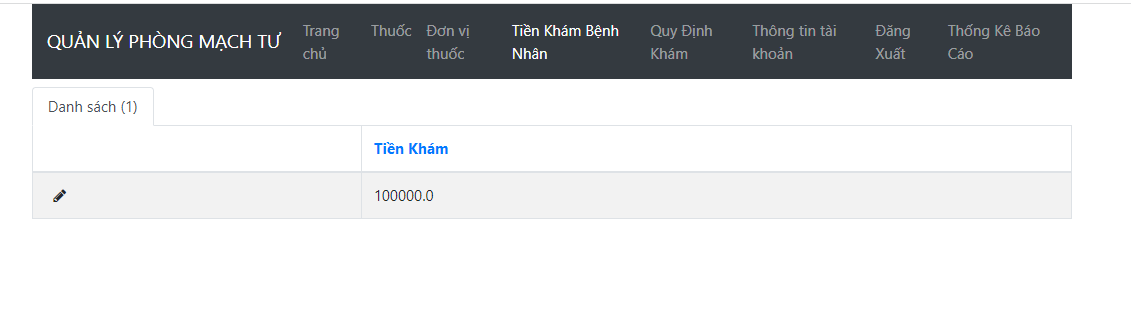 QUẢN LÝ PHÒNG MẠCH TƯ
Trang chủ
Thuốc
Đơn vị thuốc
Tiền Khám Bệnh Nhân
Quy Định Khám
Thông tin tài khoản
Đăng Xuất
Thống Kê Báo Cáo
Danh sách (1)
Tiền Khám
100000.0